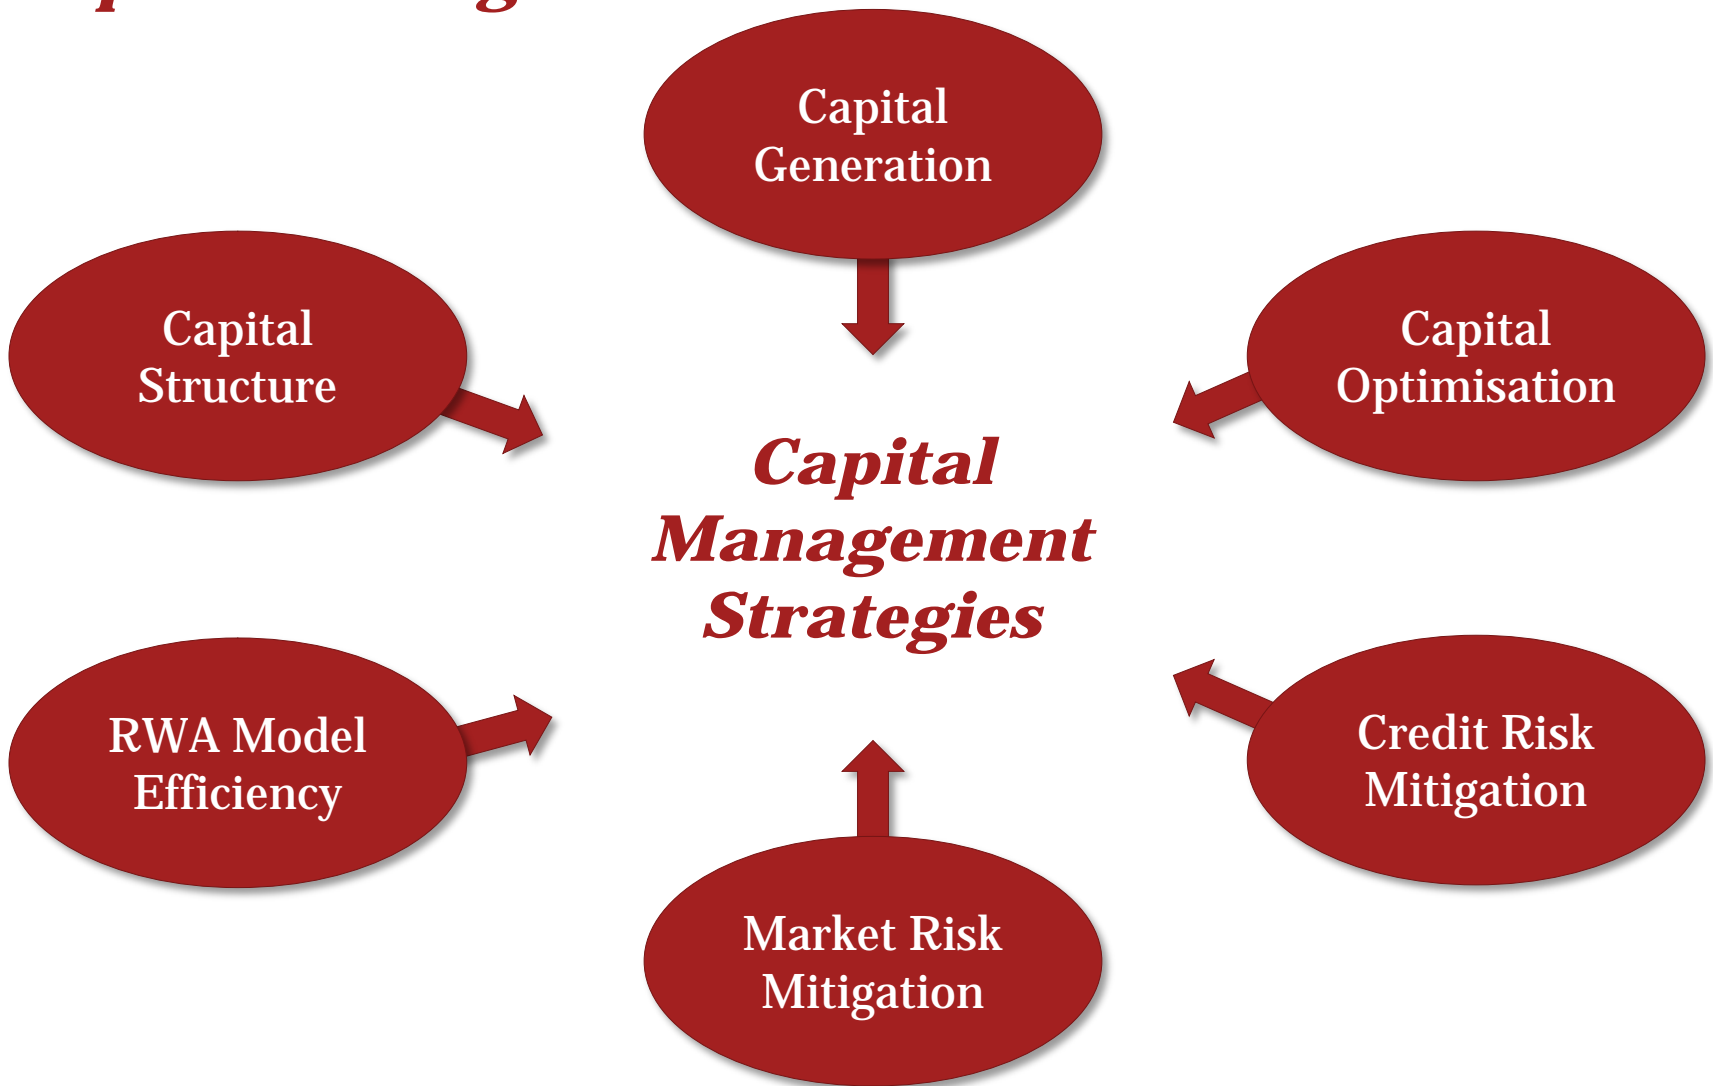 Capital
Generation
Capital
Structure
Capital
Optimisation
Capital
Management
Strategies
RWA Model
Efficiency
Credit Risk
Mitigation
Market Risk
Mitigation